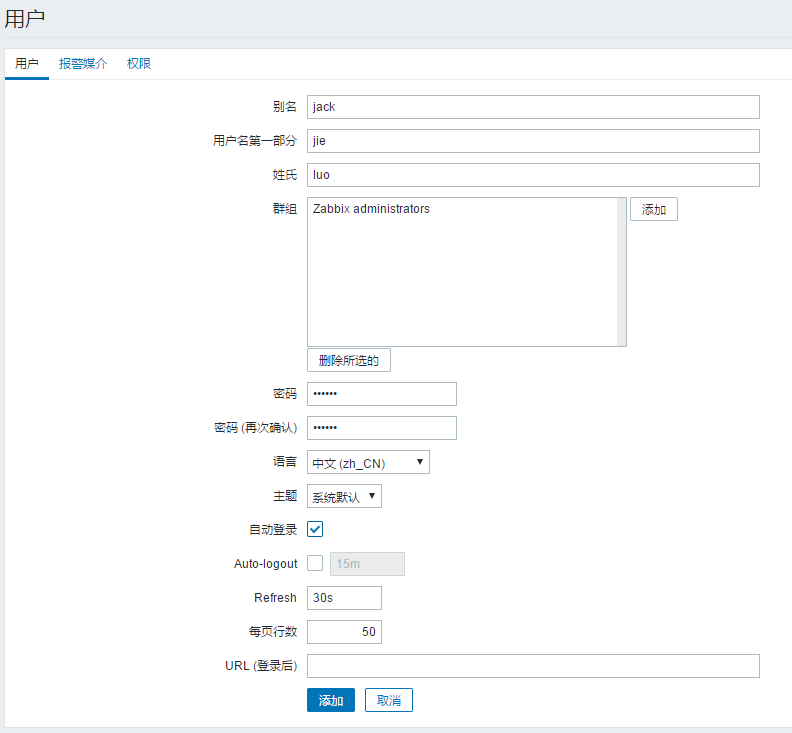 用户
用户 报警媒介 权限
别名 jack
用户名第一部分 jie
姓氏 luo
群组 Zabbix administrators 添加
删除所选的
密码 ••••••
密码 (再次确认) ••••••
语言 中文 (zh_CN)
主题 系统默认
自动登录
Auto-logout 15m
Refresh 30s
每页行数 50
URL (登录后)
添加 取消